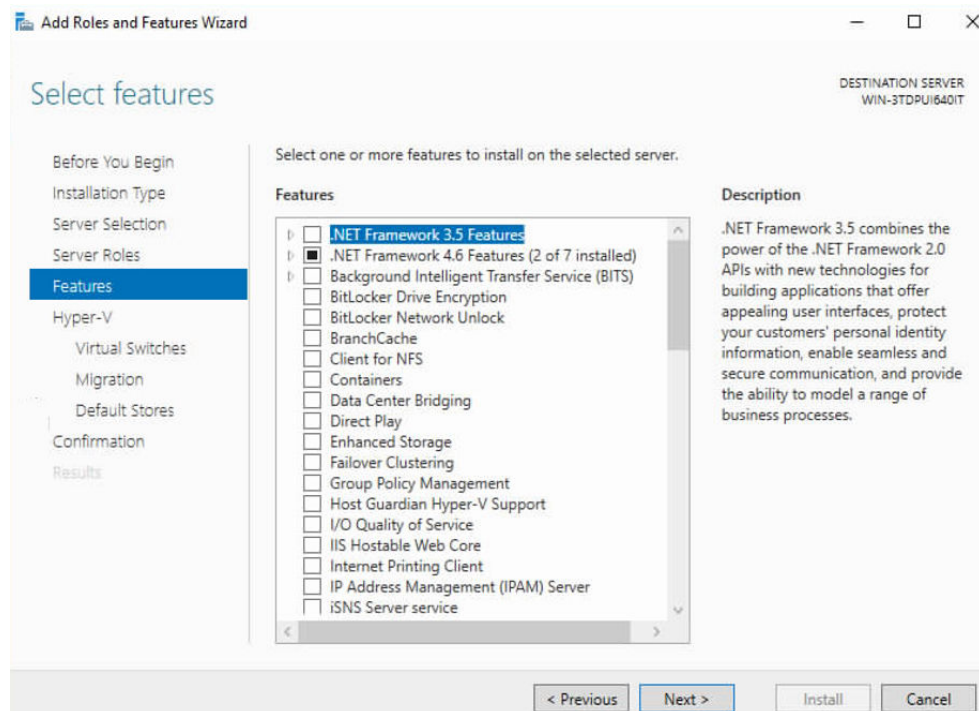 Add Roles and Features Wizard
Select features
DESTINATION SERVER
WIN-3TDPUI640IT
Before You Begin
Installation Type
Server Selection
Server Roles
Features
Hyper-V
Virtual Switches
Migration
Default Stores
Confirmation
Results
Select one or more features to install on the selected server.
Features
.NET Framework 3.5 Features
.NET Framework 4.6 Features (2 of 7 installed)
Background Intelligent Transfer Service (BITS)
BitLocker Drive Encryption
BitLocker Network Unlock
BranchCache
Client for NFS
Containers
Data Center Bridging
Direct Play
Enhanced Storage
Failover Clustering
Group Policy Management
Host Guardian Hyper-V Support
I/O Quality of Service
IIS Hostable Web Core
Internet Printing Client
IP Address Management (IPAM) Server
iSNS Server service
Description
.NET Framework 3.5 combines the
power of the .NET Framework 2.0
APIs with new technologies for
building applications that offer
appealing user interfaces, protect
your customers' personal identity
information, enable seamless and
secure communication, and provide
the ability to model a range of
business processes.
< Previous
Next >
Install
Cancel